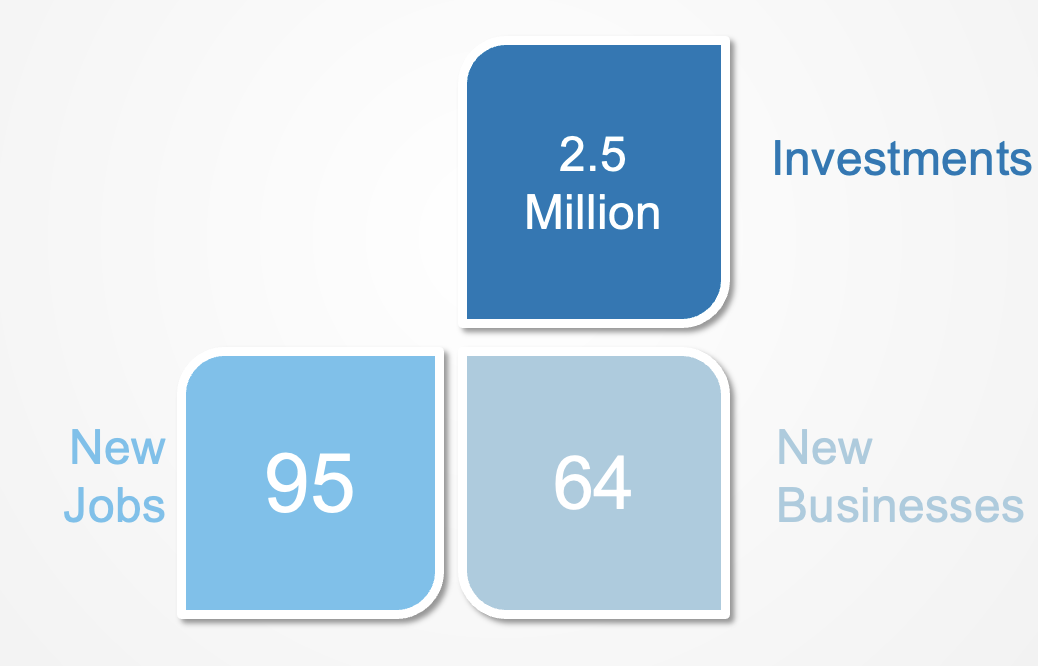 2.5
Million
Investments
New
Jobs
95
64
New
Businesses